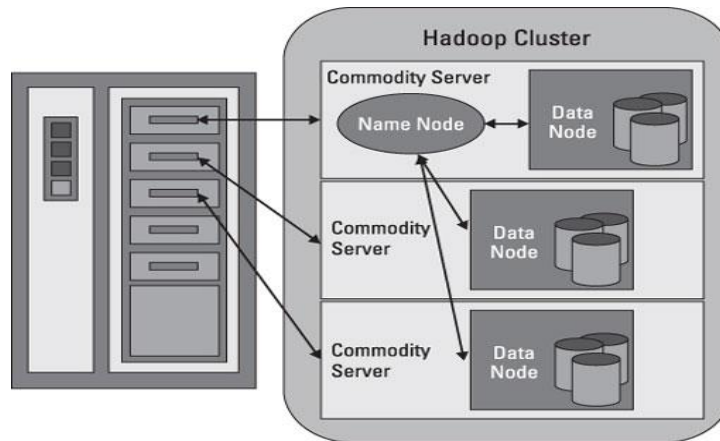 Hadoop Cluster
Commodity Server
Name Node
Data
Node
Commodity
Server
Data
Node
Commodity
Server
Data
Node